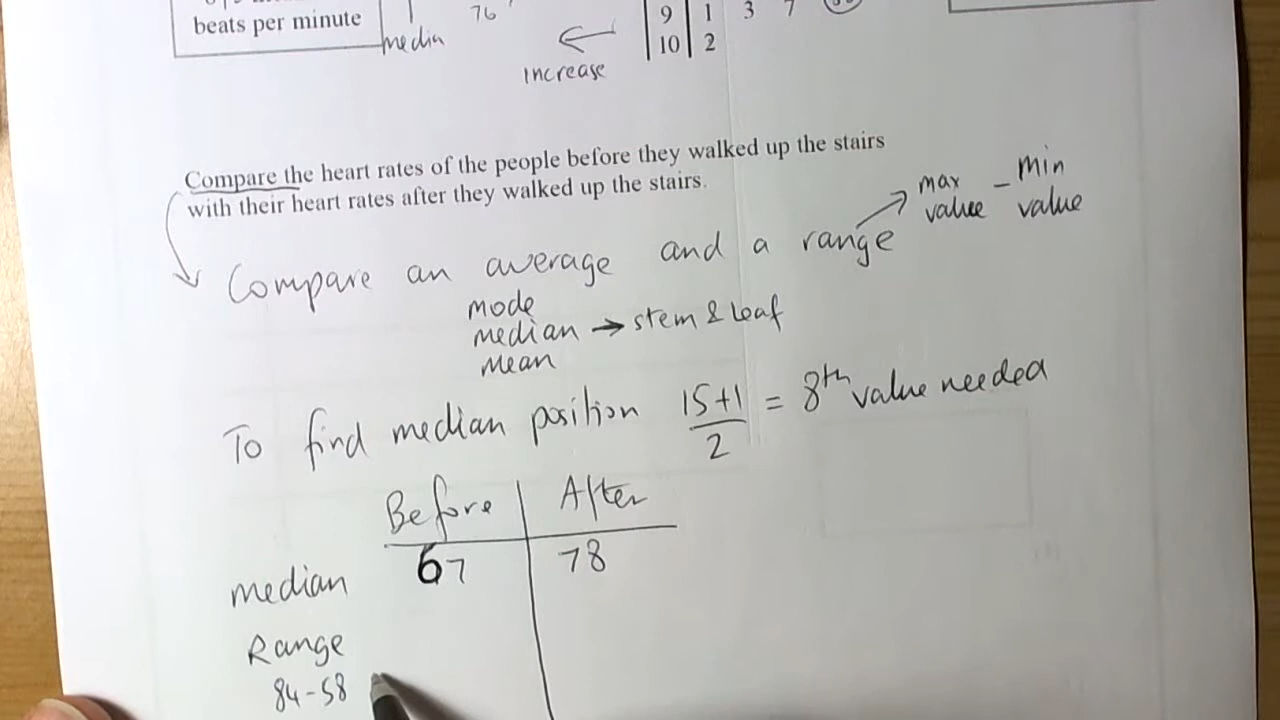 beats per minute
media
76
Increase
9 1 3 7
10 2
Compare the heart rates of the people before they walked up the stairs
with their heart rates after they walked up the stairs.
max value – min value
Compare an average and a range
mode
median → stem & leaf
mean
To find median position 15+1/2 = 8th value needed
Before After
median 67 78
Range
84-58